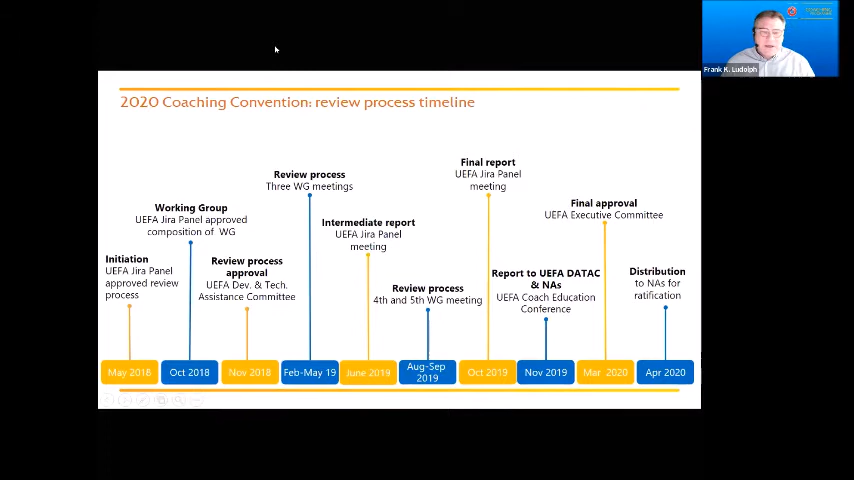 COACHING
Frank K. Ludolph
2020 Coaching Convention: review process timeline
Initiation
UEFA Jira Panel
approved review
process
Working Group
UEFA Jira Panel approved
composition of WG
Review process
approval
UEFA Dev. & Tech.
Assistance Committee
Review process
Three WG meetings
Intermediate report
UEFA Jira Panel
meeting
Review process
4th and 5th WG meeting
Final report
UEFA Jira Panel
meeting
Report to UEFA DATAC
& NAs
UEFA Coach Education
Conference
Final approval
UEFA Executive Committee
Distribution
to NAs for
ratification
May 2018
Oct 2018
Nov 2018
Feb-May 19
June 2019
Aug-Sep
2019
Oct 2019
Nov 2019
Mar 2020
Apr 2020